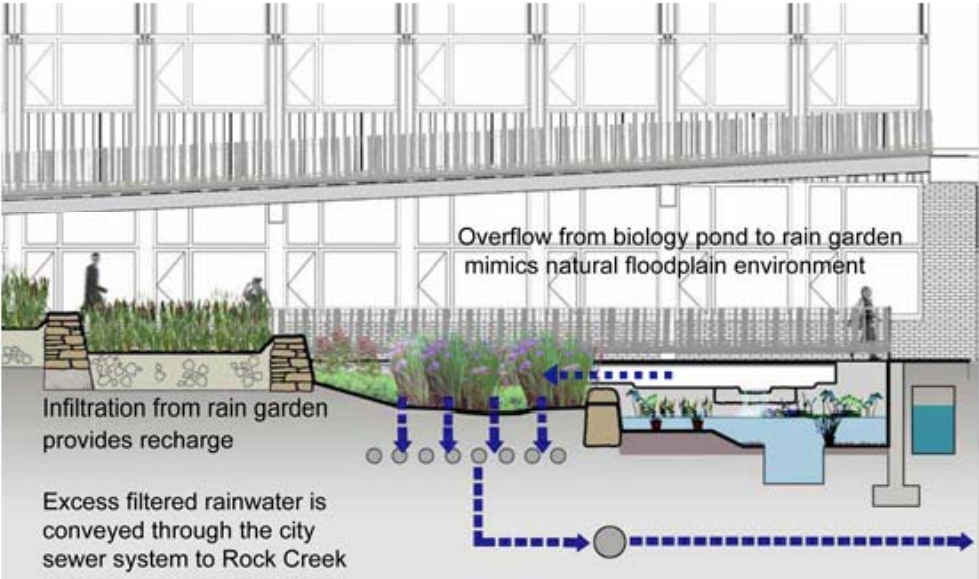 Overflow from biology pond to rain garden
mimics natural floodplain environment
Infiltration from rain garden
provides recharge
Excess filtered rainwater is
conveyed through the city
sewer system to Rock Creek